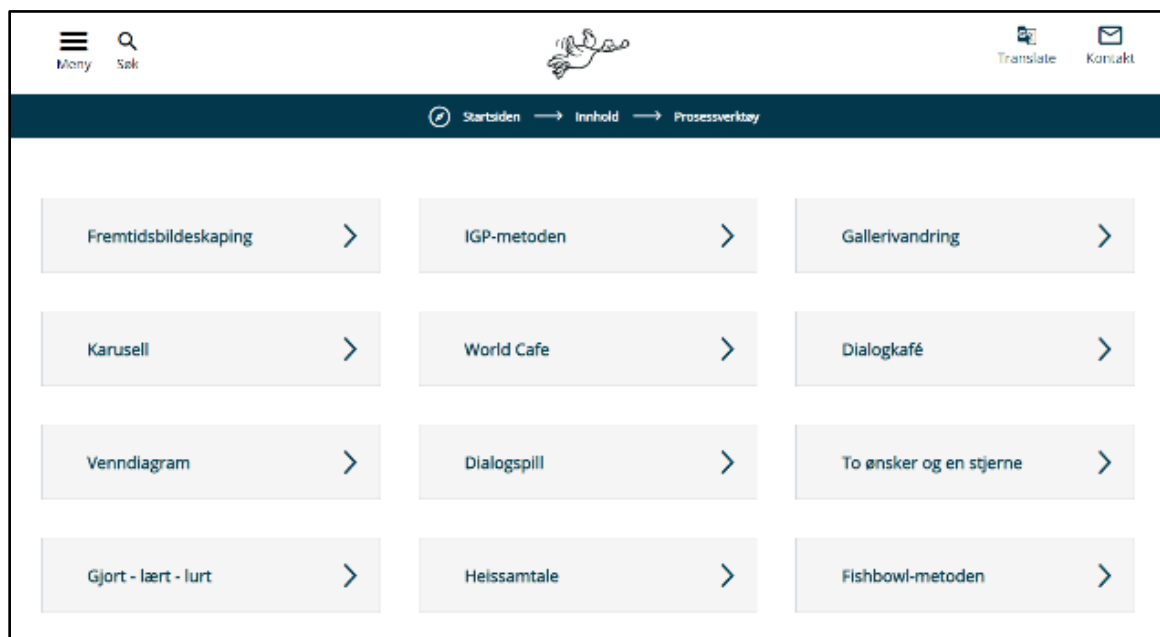 Meny Søk Translate Kontakt
Startsiden → Innhold → Prosessverktøy
Fremtidsbildeskaping IGP-metoden Gallerivandring
Karusell World Cafe Dialogkafé
Venndiagram Dialogspill To ønsker og en stjerne
Gjort - lært - lurt Heissamtale Fishbowl-metoden